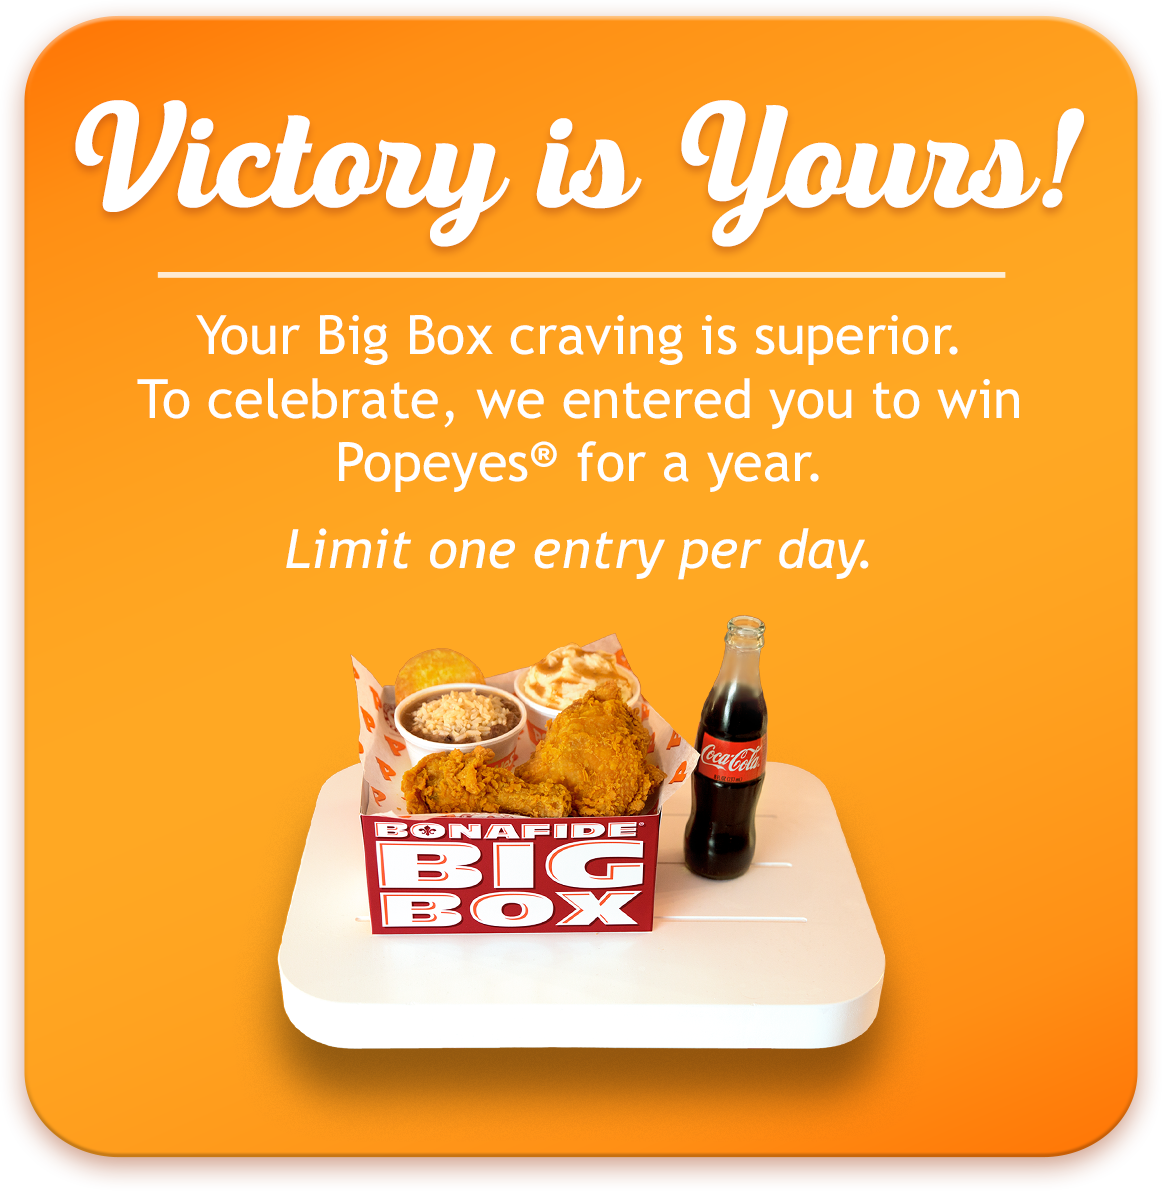 Victory is Yours!
Your Big Box craving is superior.
To celebrate, we entered you to win
Popeyes® for a year.
Limit one entry per day.
Coca-Cola
BONAFIDE®
BIG
BOX